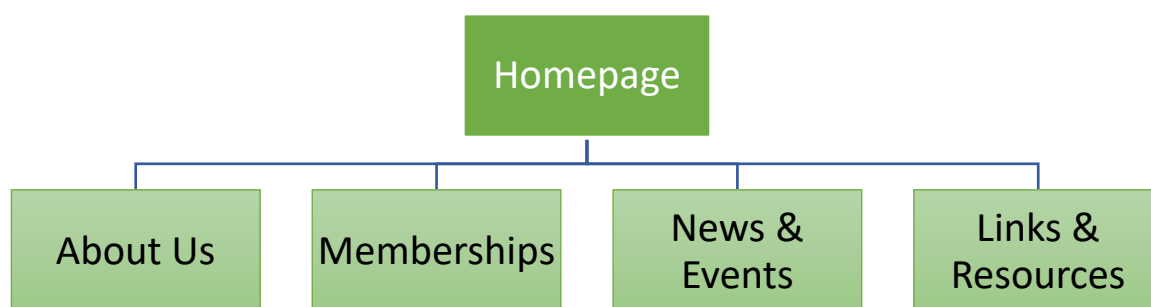 Homepage
About Us
Memberships
News &
Events
Links &
Resources